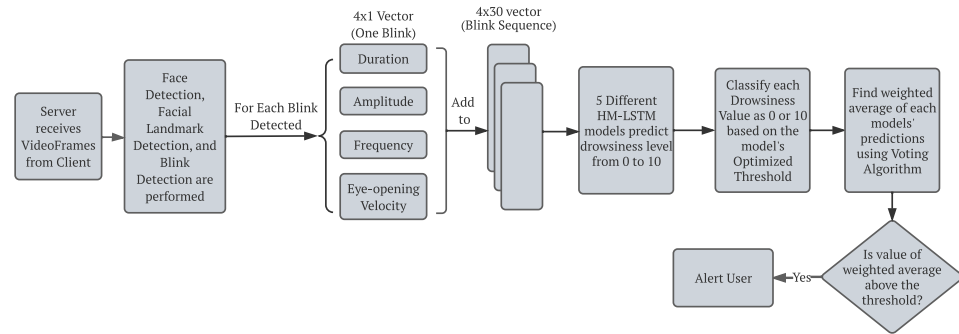 Server
receives
VideoFrames
from Client
Face
Detection,
Facial
Landmark
Detection, and
Blink
Detection are
performed
For Each Blink
Detected
4x1 Vector
(One Blink)
Duration
Amplitude
Frequency
Eye-opening
Velocity
Add
to
4x30 vector
(Blink Sequence)
5 Different
HM-LSTM
models predict
drowsiness level
from 0 to 10
Classify each
Drowsiness
Value as 0 or 10
based on the
model's
Optimized
Threshold
Find weighted
average of each
models'
predictions
using Voting
Algorithm
Is value of
weighted average
above the
threshold?
Yes
Alert User